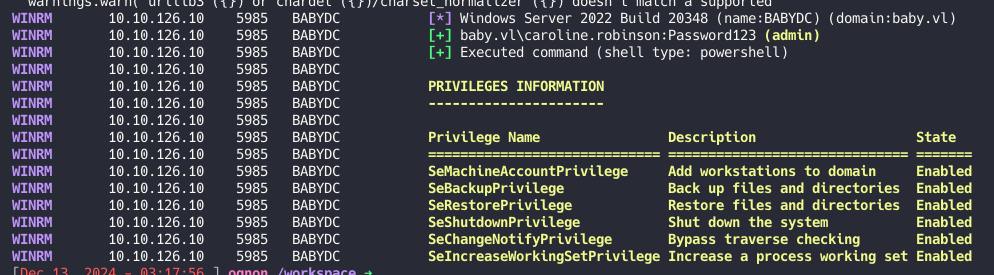 warnings.warn( urllib3 ({}) or chardet ({})/charset_normalizer ({}) doesn't match a supported
WINRM 10.10.126.10 5985 BABYDC [*] Windows Server 2022 Build 20348 (name:BABYDC) (domain:baby.vl)
WINRM 10.10.126.10 5985 BABYDC [+] baby.vl\caroline.robinson:Password123 (admin)
WINRM 10.10.126.10 5985 BABYDC [+] Executed command (shell type: powershell)
WINRM 10.10.126.10 5985 BABYDC
WINRM 10.10.126.10 5985 BABYDC PRIVILEGES INFORMATION
WINRM 10.10.126.10 5985 BABYDC ----------------------
WINRM 10.10.126.10 5985 BABYDC
WINRM 10.10.126.10 5985 BABYDC Privilege Name Description State
WINRM 10.10.126.10 5985 BABYDC ============================= ============================== =======
WINRM 10.10.126.10 5985 BABYDC SeMachineAccountPrivilege Add workstations to domain Enabled
WINRM 10.10.126.10 5985 BABYDC SeBackupPrivilege Back up files and directories Enabled
WINRM 10.10.126.10 5985 BABYDC SeRestorePrivilege Restore files and directories Enabled
WINRM 10.10.126.10 5985 BABYDC SeShutdownPrivilege Shut down the system Enabled
WINRM 10.10.126.10 5985 BABYDC SeChangeNotifyPrivilege Bypass traverse checking Enabled
WINRM 10.10.126.10 5985 BABYDC SeIncreaseWorkingSetPrivilege Increase a process working set Enabled
[Dec 13, 2024 - 03:17:56 ] ognon /workspace →